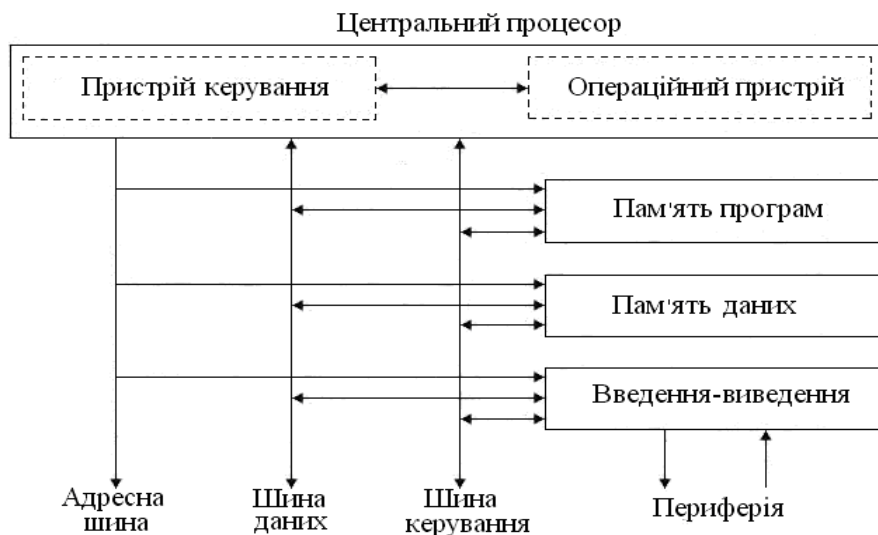 Центральний процесор
Пристрій керування
Операційний пристрій
Пам'ять програм
Пам'ять даних
Введення-виведення
Адресна
шина
Шина
даних
Шина
керування
Периферія